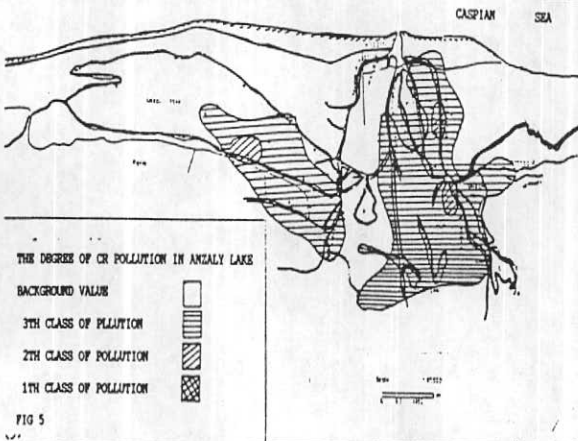 CASPIAN SEA
THE DEGREE OF CR POLLUTION IN ANZALY LAKE
BACKGROUND VALUE
3TH CLASS OF PLLUTION
2TH CLASS OF POLLUTION
1TH CLASS OF POLLUTION
FIG 5